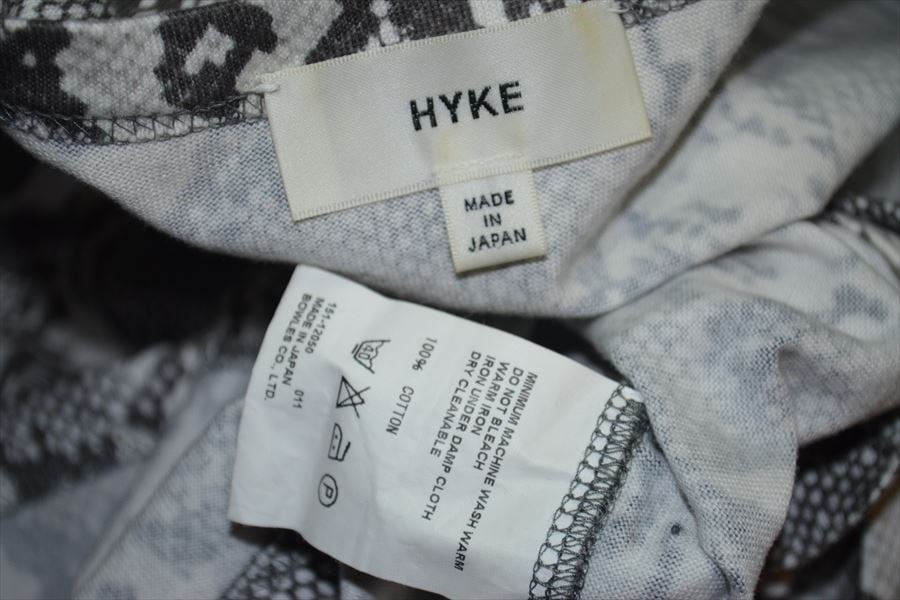 HYKE
MADE
IN
JAPAN
MINIMUM MACHINE WASH WARM
DO NOT BLEACH
WARM IRON
IRON UNDER DAMP CLOTH
DRY CLEANABLE
100% COTTON
40
P
151-12050 011
MADE IN JAPAN
BOWLES CO. LTD.